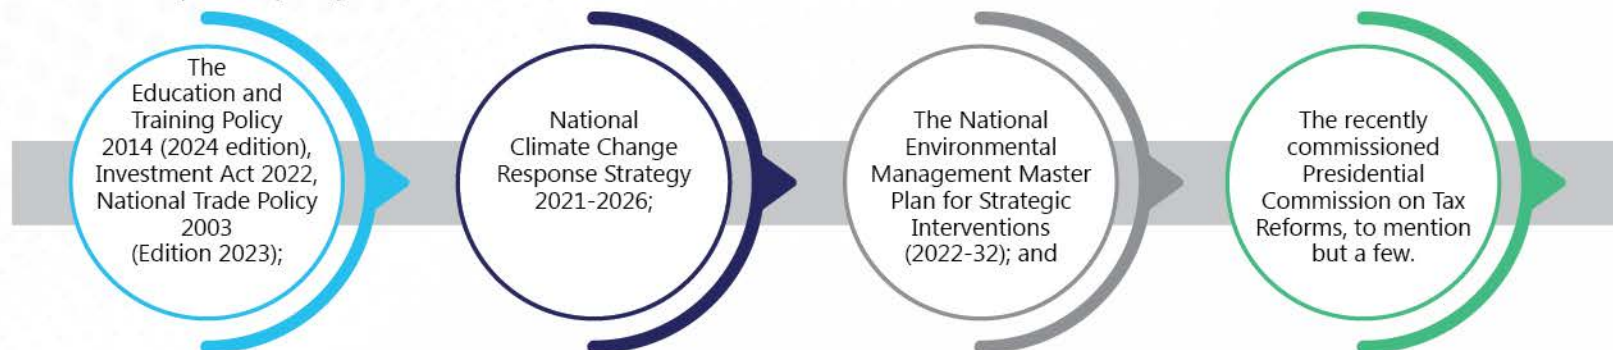 The
Education and
Training Policy
2014 (2024 edition),
Investment Act 2022,
National Trade Policy
2003
(Edition 2023);
National
Climate Change
Response Strategy
2021-2026;
The National
Environmental
Management Master
Plan for Strategic
Interventions
(2022-32); and
The recently
commissioned
Presidential
Commission on Tax
Reforms, to mention
but a few.